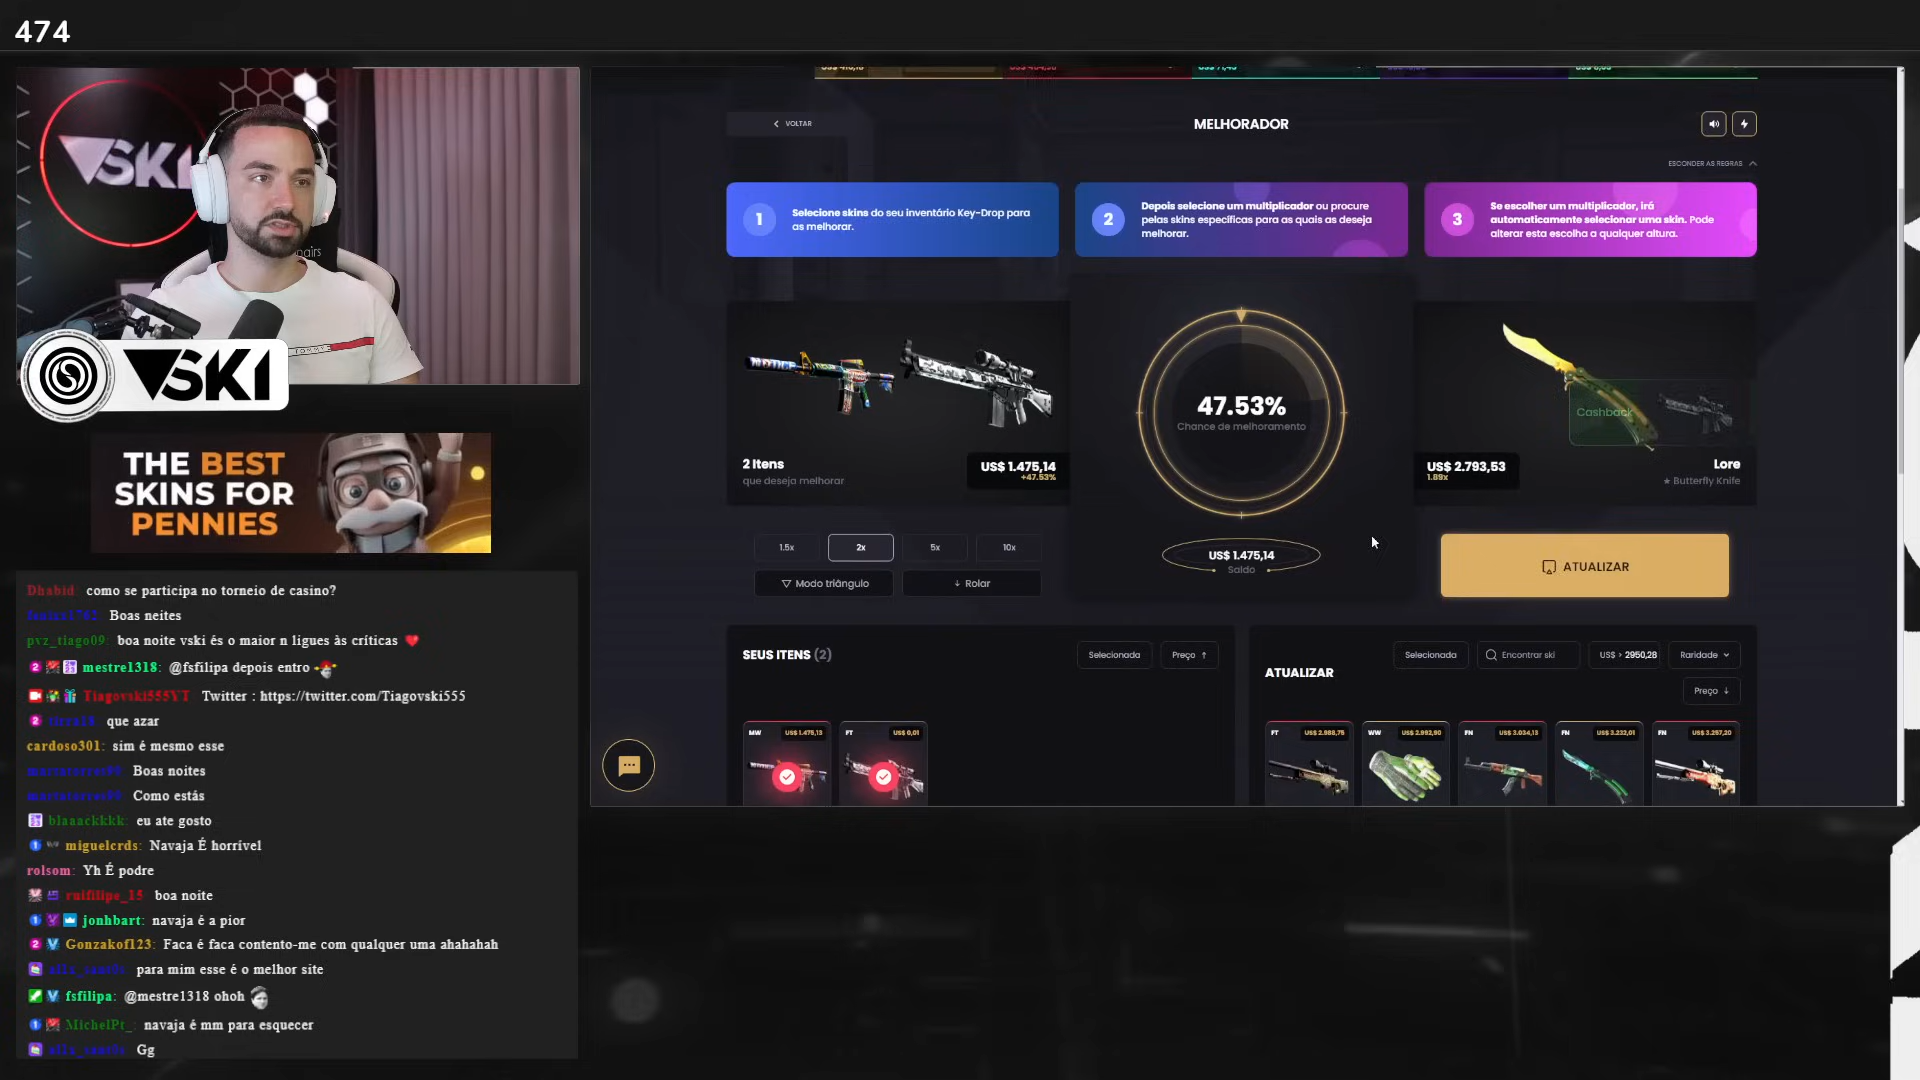 474
VSKI
VSKI
THE BEST
SKINS FOR
PENNIES
Dhabid como se participa no torneio de casino?
Boas neites
pvz_tiago09: boa noite vski és o maior n ligues às críticas
mestre1318: @fsfilipa depois entro
Tiagovski555YT Twitter : https://twitter.com/Tiagovski555
que azar
cardoso301: sim é mesmo esse
Boas noites
Como estás
blaaackkkk: eu ate gosto
miguelcrds: Navaja É horrível
rolsom: Yh É podre
ruifilipe_15 boa noite
jonhbart: navaja é a pior
Gonzakof123: Faca é faca contento-me com qualquer uma ahahahah
para mim esse é o melhor site
fsfilipa: @mestre1318 ohoh
MichelPt_: navaja é mm para esquecer
Gg
VOLTAR
MELHORADOR
ESCONDER AS REGRAS
1 Selecione skins do seu inventário Key-Drop para
as melhorar.
2 Depois selecione um multiplicador ou procure
pelas skins específicas para as quais as deseja
melhorar.
3 Se escolher um multiplicador, irá
automaticamente selecionar uma skin. Pode
alterar esta escolha a qualquer altura.
2 Itens
que deseja melhorar
US$ 1.475,14
+47.53%
47.53%
Chance de melhoramento
Cashback
US$ 2.793,53
1.89x
Lore
★ Butterfly Knife
1.5x 2x 5x 10x
Modo triângulo
Rolar
US$ 1.475,14
Saldo
ATUALIZAR
SEUS ITENS (2)
Selecionada
Preço ↑
MW US$ 1.475,13
FT US$ 0,01
ATUALIZAR
Selecionada
Encontrar ski
US$ > 2950,28
Raridade
Preço ↓
FT US$ 2.988,75
WW US$ 2.992,90
FN US$ 3.034,13
FN US$ 3.232,01
FN US$ 3.257,20